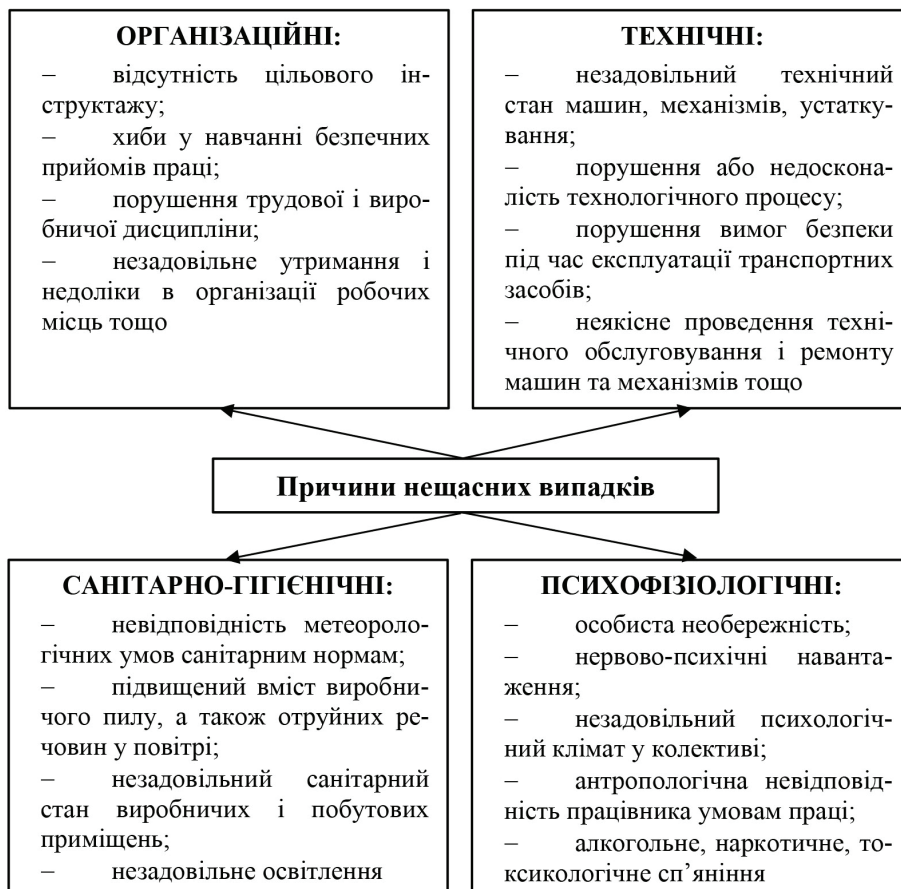 ОРГАНІЗАЦІЙНІ:
– відсутність цільового ін-
структажу;
– хиби у навчанні безпечних
прийомів праці;
– порушення трудової і виро-
бничої дисципліни;
– незадовільне утримання і
недоліки в організації робочих
місць тощо
ТЕХНІЧНІ:
– незадовільний технічний
стан машин, механізмів, устатку-
вання;
– порушення або недоскона-
лість технологічного процесу;
– порушення вимог безпеки
під час експлуатації транспортних
засобів;
– неякісне проведення техні-
чного обслуговування і ремонту
машин та механізмів тощо
Причини нещасних випадків
САНІТАРНО-ГІГІЄНІЧНІ:
– невідповідність метеороло-
гічних умов санітарним нормам;
– підвищений вміст виробни-
чого пилу, а також отруйних ре-
човин у повітрі;
– незадовільний санітарний
стан виробничих і побутових
приміщень;
– незадовільне освітлення
ПСИХОФІЗІОЛОГІЧНІ:
– особиста необережність;
– нервово-психічні наванта-
ження;
– незадовільний психологіч-
ний клімат у колективі;
– антропологічна невідповід-
ність працівника умовам праці;
– алкогольне, наркотичне, то-
ксикологічне сп’яніння